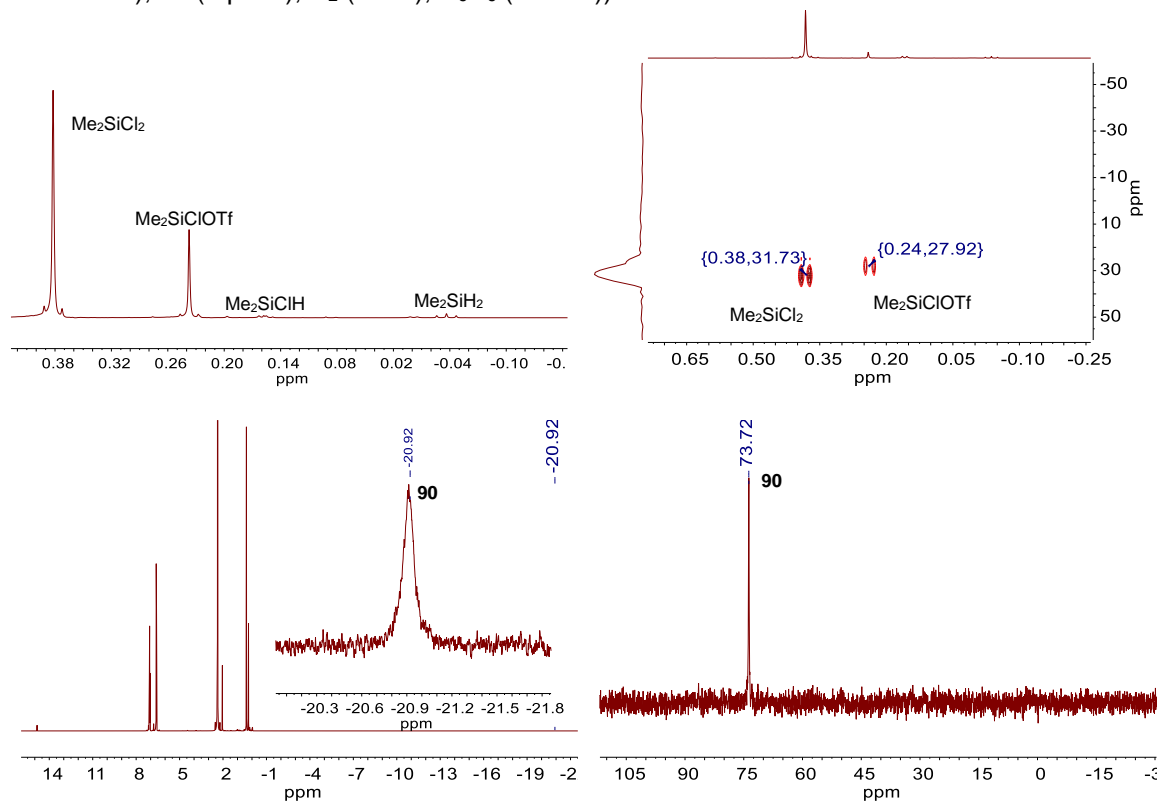 Me₂SiCl₂
Me₂SiClOTf
Me₂SiClH
Me₂SiH₂
0.38 0.32 0.26 0.20 0.14 0.08 0.02 -0.04 -0.10 -0.
ppm
{0.38,31.73}
{0.24,27.92}
Me₂SiCl₂
Me₂SiClOTf
-50
-30
-10
10
30
50
ppm
0.65 0.50 0.35 0.20 0.05 -0.10 -0.25
ppm
-20.92
90
-20.3 -20.6 -20.9 -21.2 -21.5 -21.8
ppm
-20.92
14 11 8 5 2 -1 -4 -7 -10 -13 -16 -19 -2
ppm
73.72
90
105 90 75 60 45 30 15 0 -15
ppm